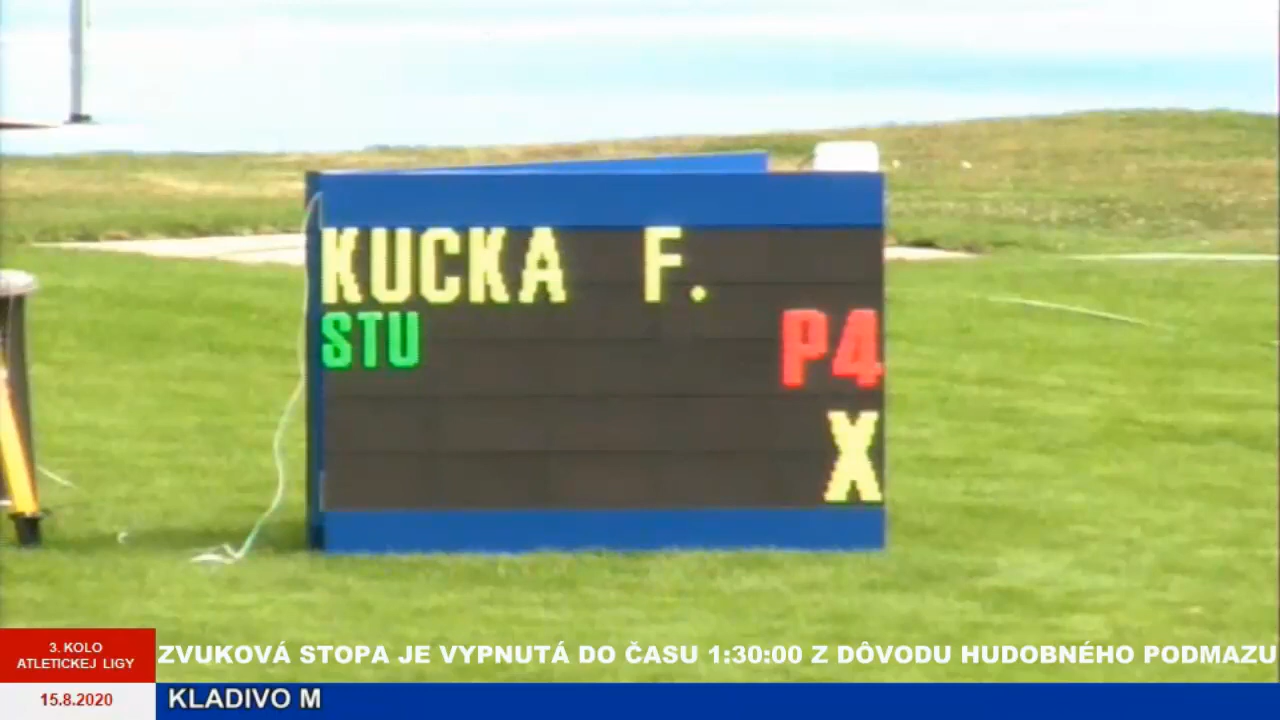 KUCKA F.
STU
P4
X
3. KOLO
ATLETICKEJ LIGY
ZVUKOVÁ STOPA JE VYPNUTÁ DO ČASU 1:30:00 Z DÔVODU HUDOBNÉHO PODMAZU
15.8.2020
KLADIVO M